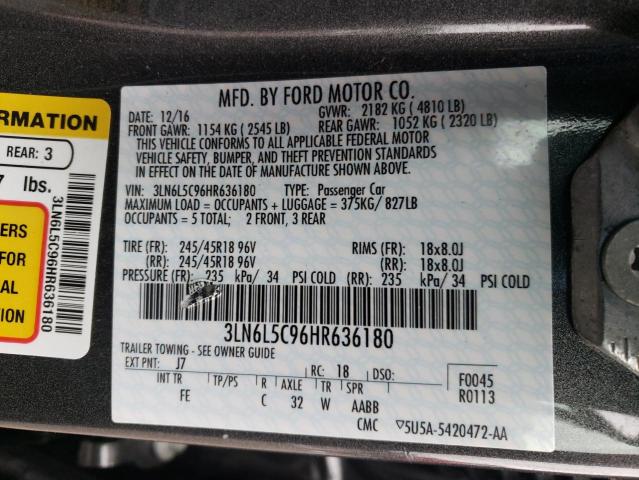 MFD. BY FORD MOTOR CO.
DATE: 12/16 GVWR: 2182 KG ( 4810 LB)
FRONT GAWR: 1154 KG ( 2545 LB) REAR GAWR: 1052 KG ( 2320 LB)
THIS VEHICLE CONFORMS TO ALL APPLICABLE FEDERAL MOTOR
VEHICLE SAFETY, BUMPER, AND THEFT PREVENTION STANDARDS
IN EFFECT ON THE DATE OF MANUFACTURE SHOWN ABOVE.
VIN: 3LN6L5C96HR636180 TYPE: Passenger Car
MAXIMUM LOAD = OCCUPANTS + LUGGAGE = 375KG/ 827LB
OCCUPANTS = 5 TOTAL; 2 FRONT, 3 REAR
TIRE (FR): 245/45R18 96V RIMS (FR): 18x8.0J
(RR): 245/45R18 96V (RR): 18x8.0J
PRESSURE (FR): 235 kPa/ 34 PSI COLD (RR): 235 kPa/ 34 PSI COLD
3LN6L5C96HR636180
TRAILER TOWING - SEE OWNER GUIDE
EXT PNT: J7 RC: 18 DSO:
INT TR TP/PS R AXLE TR SPR
FE C 32 W AABB
F0045
R0113
CMC 5U5A-5420472-AA
ORMATION
REAR: 3
7 lbs.
ERS
FOR
AL
S
3LN6L5C96HR636180